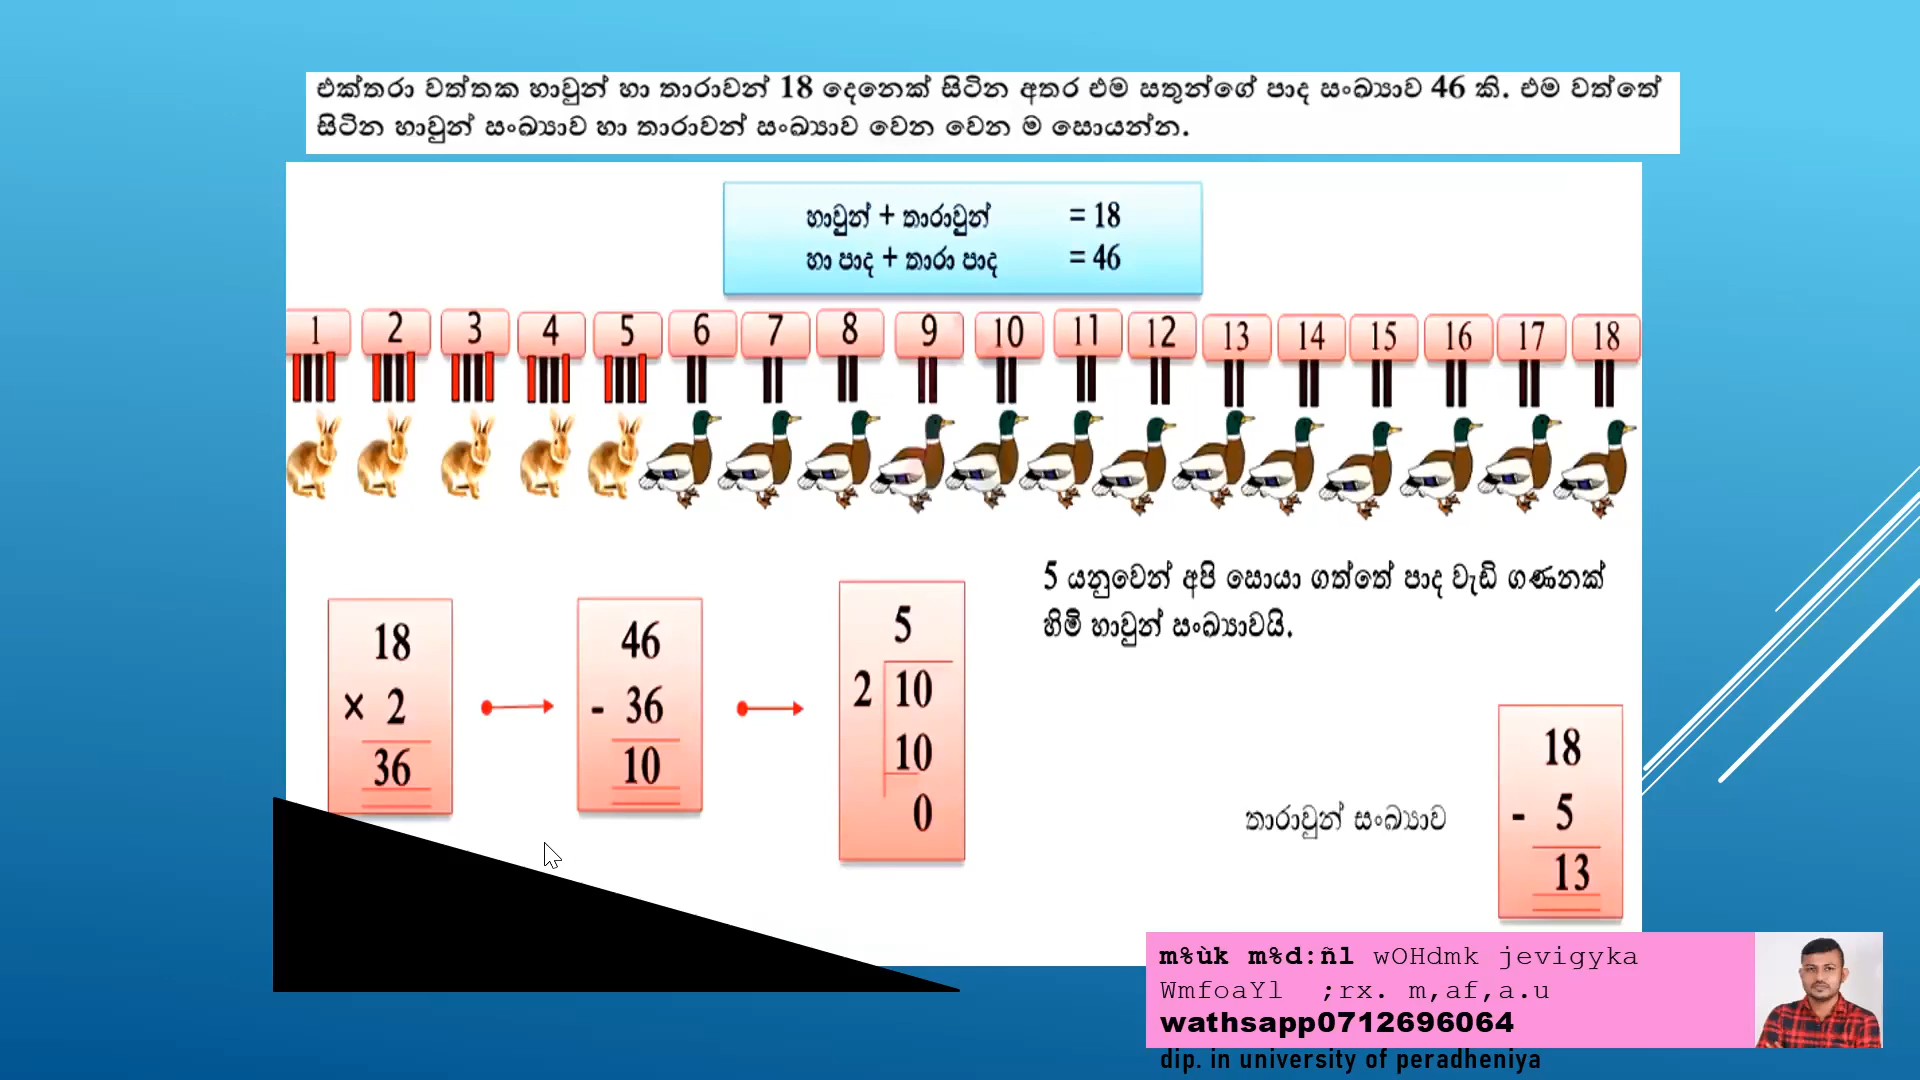 එක්තරා වත්තක හාවුන් හා තාරාවන් 18 දෙනෙක් සිටින අතර එම සතුන්ගේ පාද සංඛ්‍යාව 46 කි. එම වත්තේ
සිටින හාවුන් සංඛ්‍යාව හා තාරාවන් සංඛ්‍යාව වෙන වෙන ම සොයන්න.
හාවුන් + තාරාවුන් = 18
හා පාද + තාරා පාද = 46
1 2 3 4 5 6 7 8 9 10 11 12 13 14 15 16 17 18
5 යනුවෙන් අපි සොයා ගත්තේ පාද වැඩි ගණනක්
හිමි හාවුන් සංඛ්‍යාවයි.
18
× 2
36
46
- 36
10
5
2 10
10
0
තාරාවුන් සංඛ්‍යාව
18
- 5
13
m%ùk m%d:ñl wOHdmk jevigyka
WmfoaYl ;rx. m,af,a.u
wathsapp0712696064
dip. in university of peradheniya